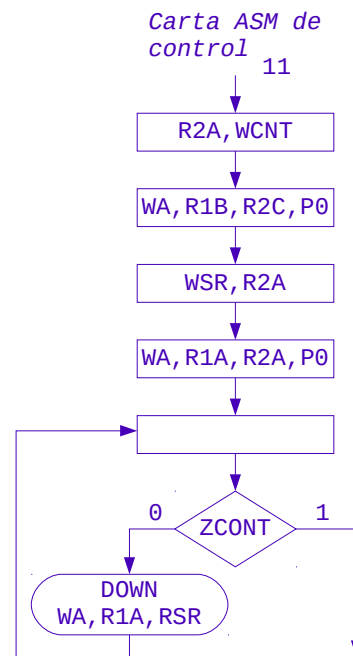 Carta ASM de
control
11
R2A,WCNT
WA,R1B,R2C,P0
WSR,R2A
WA,R1A,R2A,P0
0
ZCONT
1
DOWN
WA,R1A,RSR